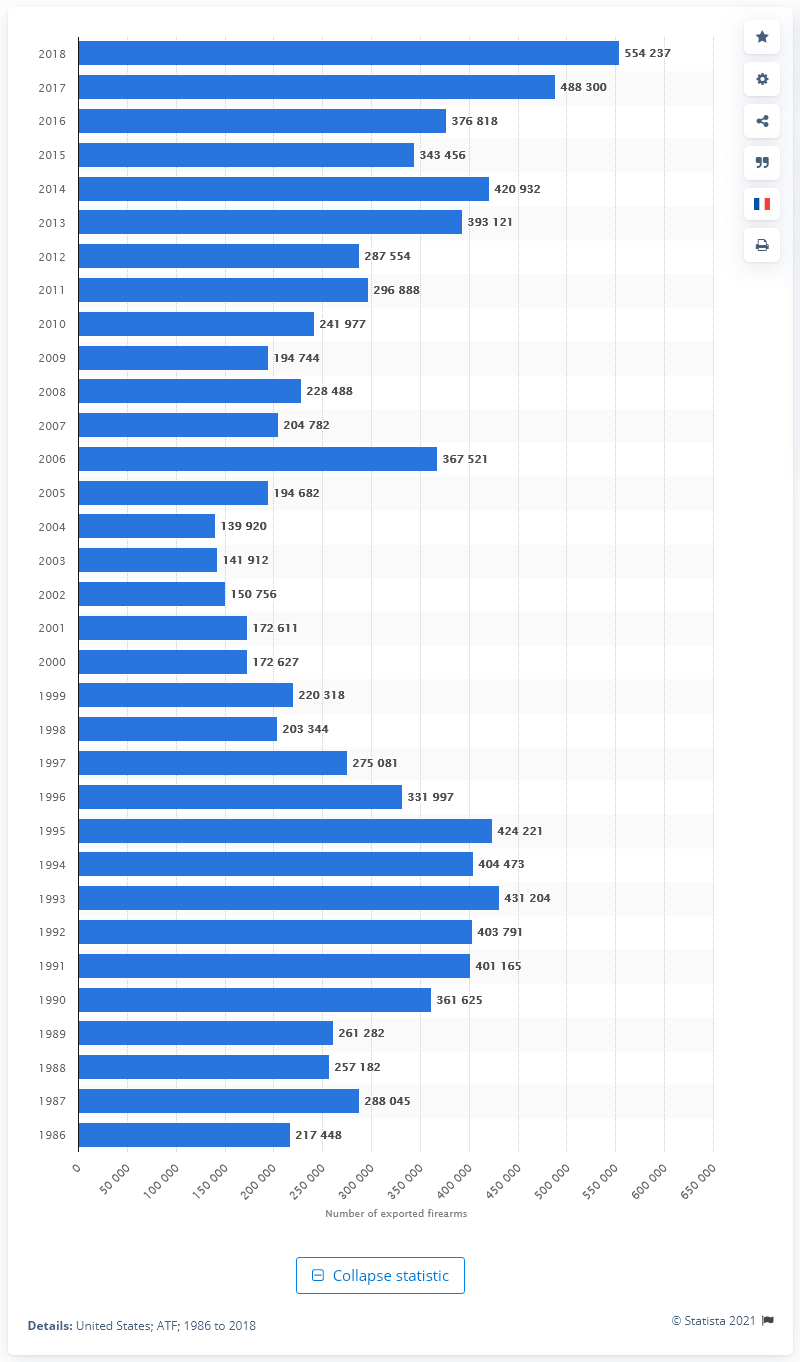 2018 554 237
2017 488 300
2016 376 818
2015 343 456
2014 420 932
2013 393 121
2012 287 554
2011 296 888
2010 241 977
2009 194 744
2008 228 488
2007 204 782
2006 367 521
2005 194 682
2004 139 920
2003 141 912
2002 150 756
2001 172 611
2000 172 627
1999 220 318
1998 203 344
1997 275 081
1996 331 997
1995 424 221
1994 404 473
1993 431 204
1992 403 791
1991 401 165
1990 361 625
1989 261 282
1988 257 182
1987 288 045
1986 217 448
0 50 000 100 000 150 000 200 000 250 000 300 000 350 000 400 000 450 000 500 000 550 000 600 000 650 000
Number of exported firearms
Collapse statistic
Details: United States; ATF; 1986 to 2018
© Statista 2021